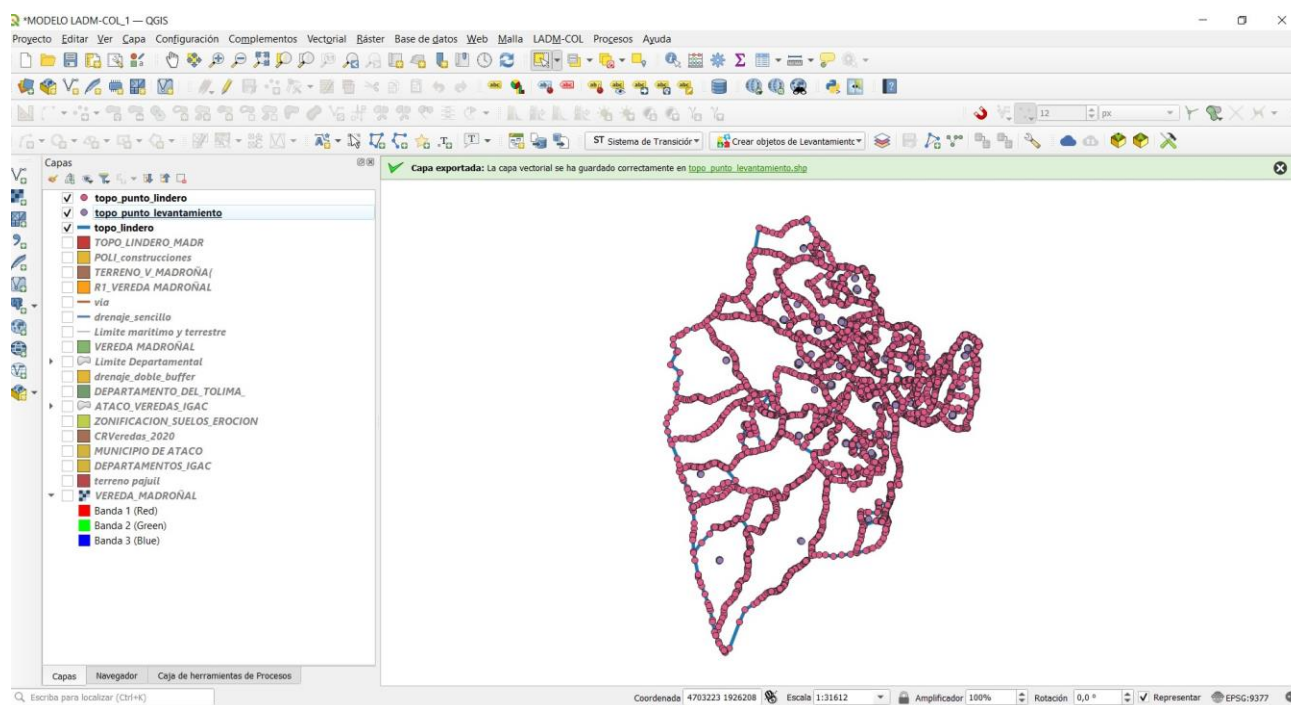 *MODELO LADM-COL_1 — QGIS
Proyecto Editar Ver Capa Configuración Complementos Vectorial Ráster Base de datos Web Malla LADM-COL Procesos Ayuda
12 px
ST Sistema de Transición Crear objetos de Levantamientc
Capas
Capa exportada: La capa vectorial se ha guardado correctamente en topo_punto_levantamiento.shp
topo_punto_lindero
topo_punto_levantamiento
topo_lindero
TOPO_LINDERO_MADR
POLI_construcciones
TERRENO_V_MADROÑA(
R1_VEREDA MADROÑAL
via
drenaje_sencillo
Limite maritimo y terrestre
VEREDA MADROÑAL
Limite Departamental
drenaje_doble_buffer
DEPARTAMENTO_DEL_TOLIMA_
ATACO_VEREDAS_IGAC
ZONIFICACION_SUELOS_EROCION
CRVeredas_2020
MUNICIPIO DE ATACO
DEPARTAMENTOS_IGAC
terreno pajuil
VEREDA_MADROÑAL
Banda 1 (Red)
Banda 2 (Green)
Banda 3 (Blue)
Capas Navegador Caja de herramientas de Procesos
Escriba para localizar (Ctrl+K) Coordenada 4703223 1926208 Escala 1:31612 Amplificador 100% Rotación 0,0 ° Representar EPSG:9377